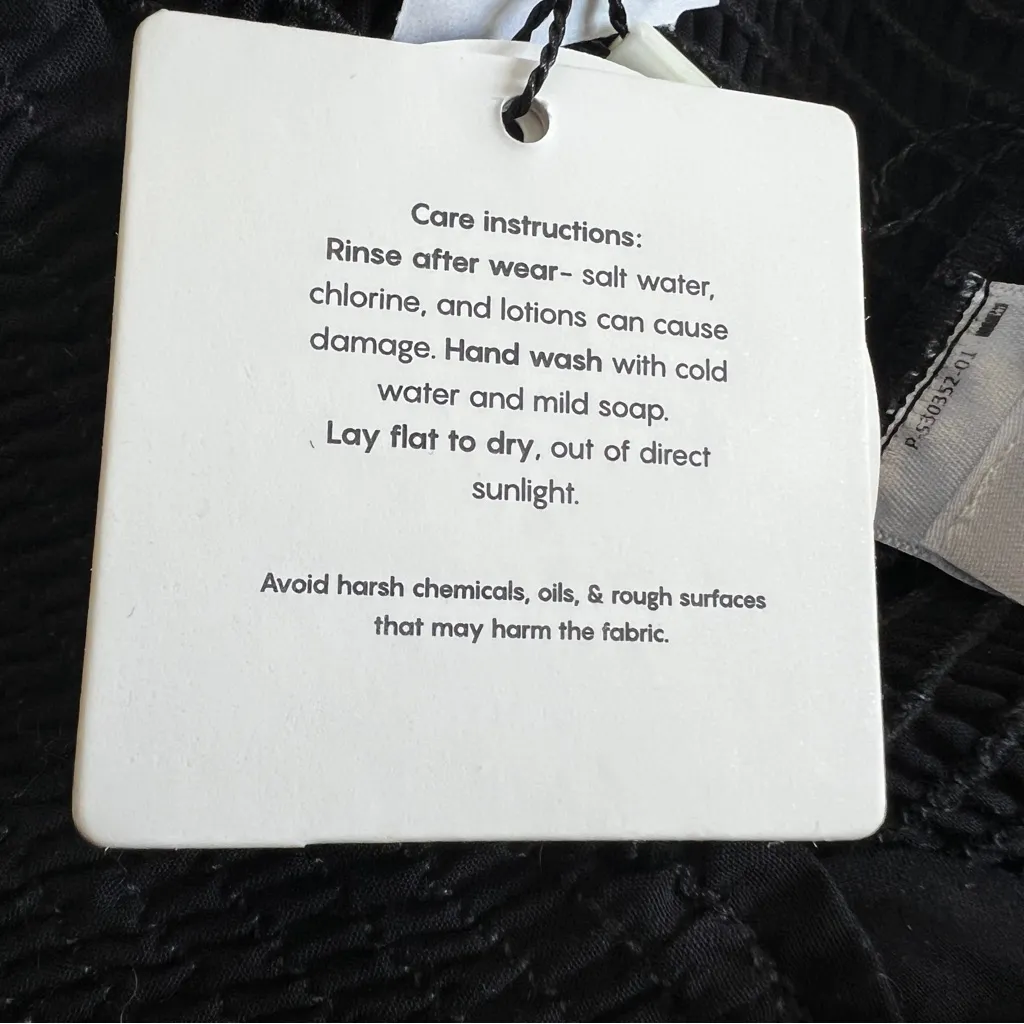 Care instructions:
Rinse after wear- salt water,
chlorine, and lotions can cause
damage. Hand wash with cold
water and mild soap.
Lay flat to dry, out of direct
sunlight.
Avoid harsh chemicals, oils, & rough surfaces
that may harm the fabric.
P-S30352-01